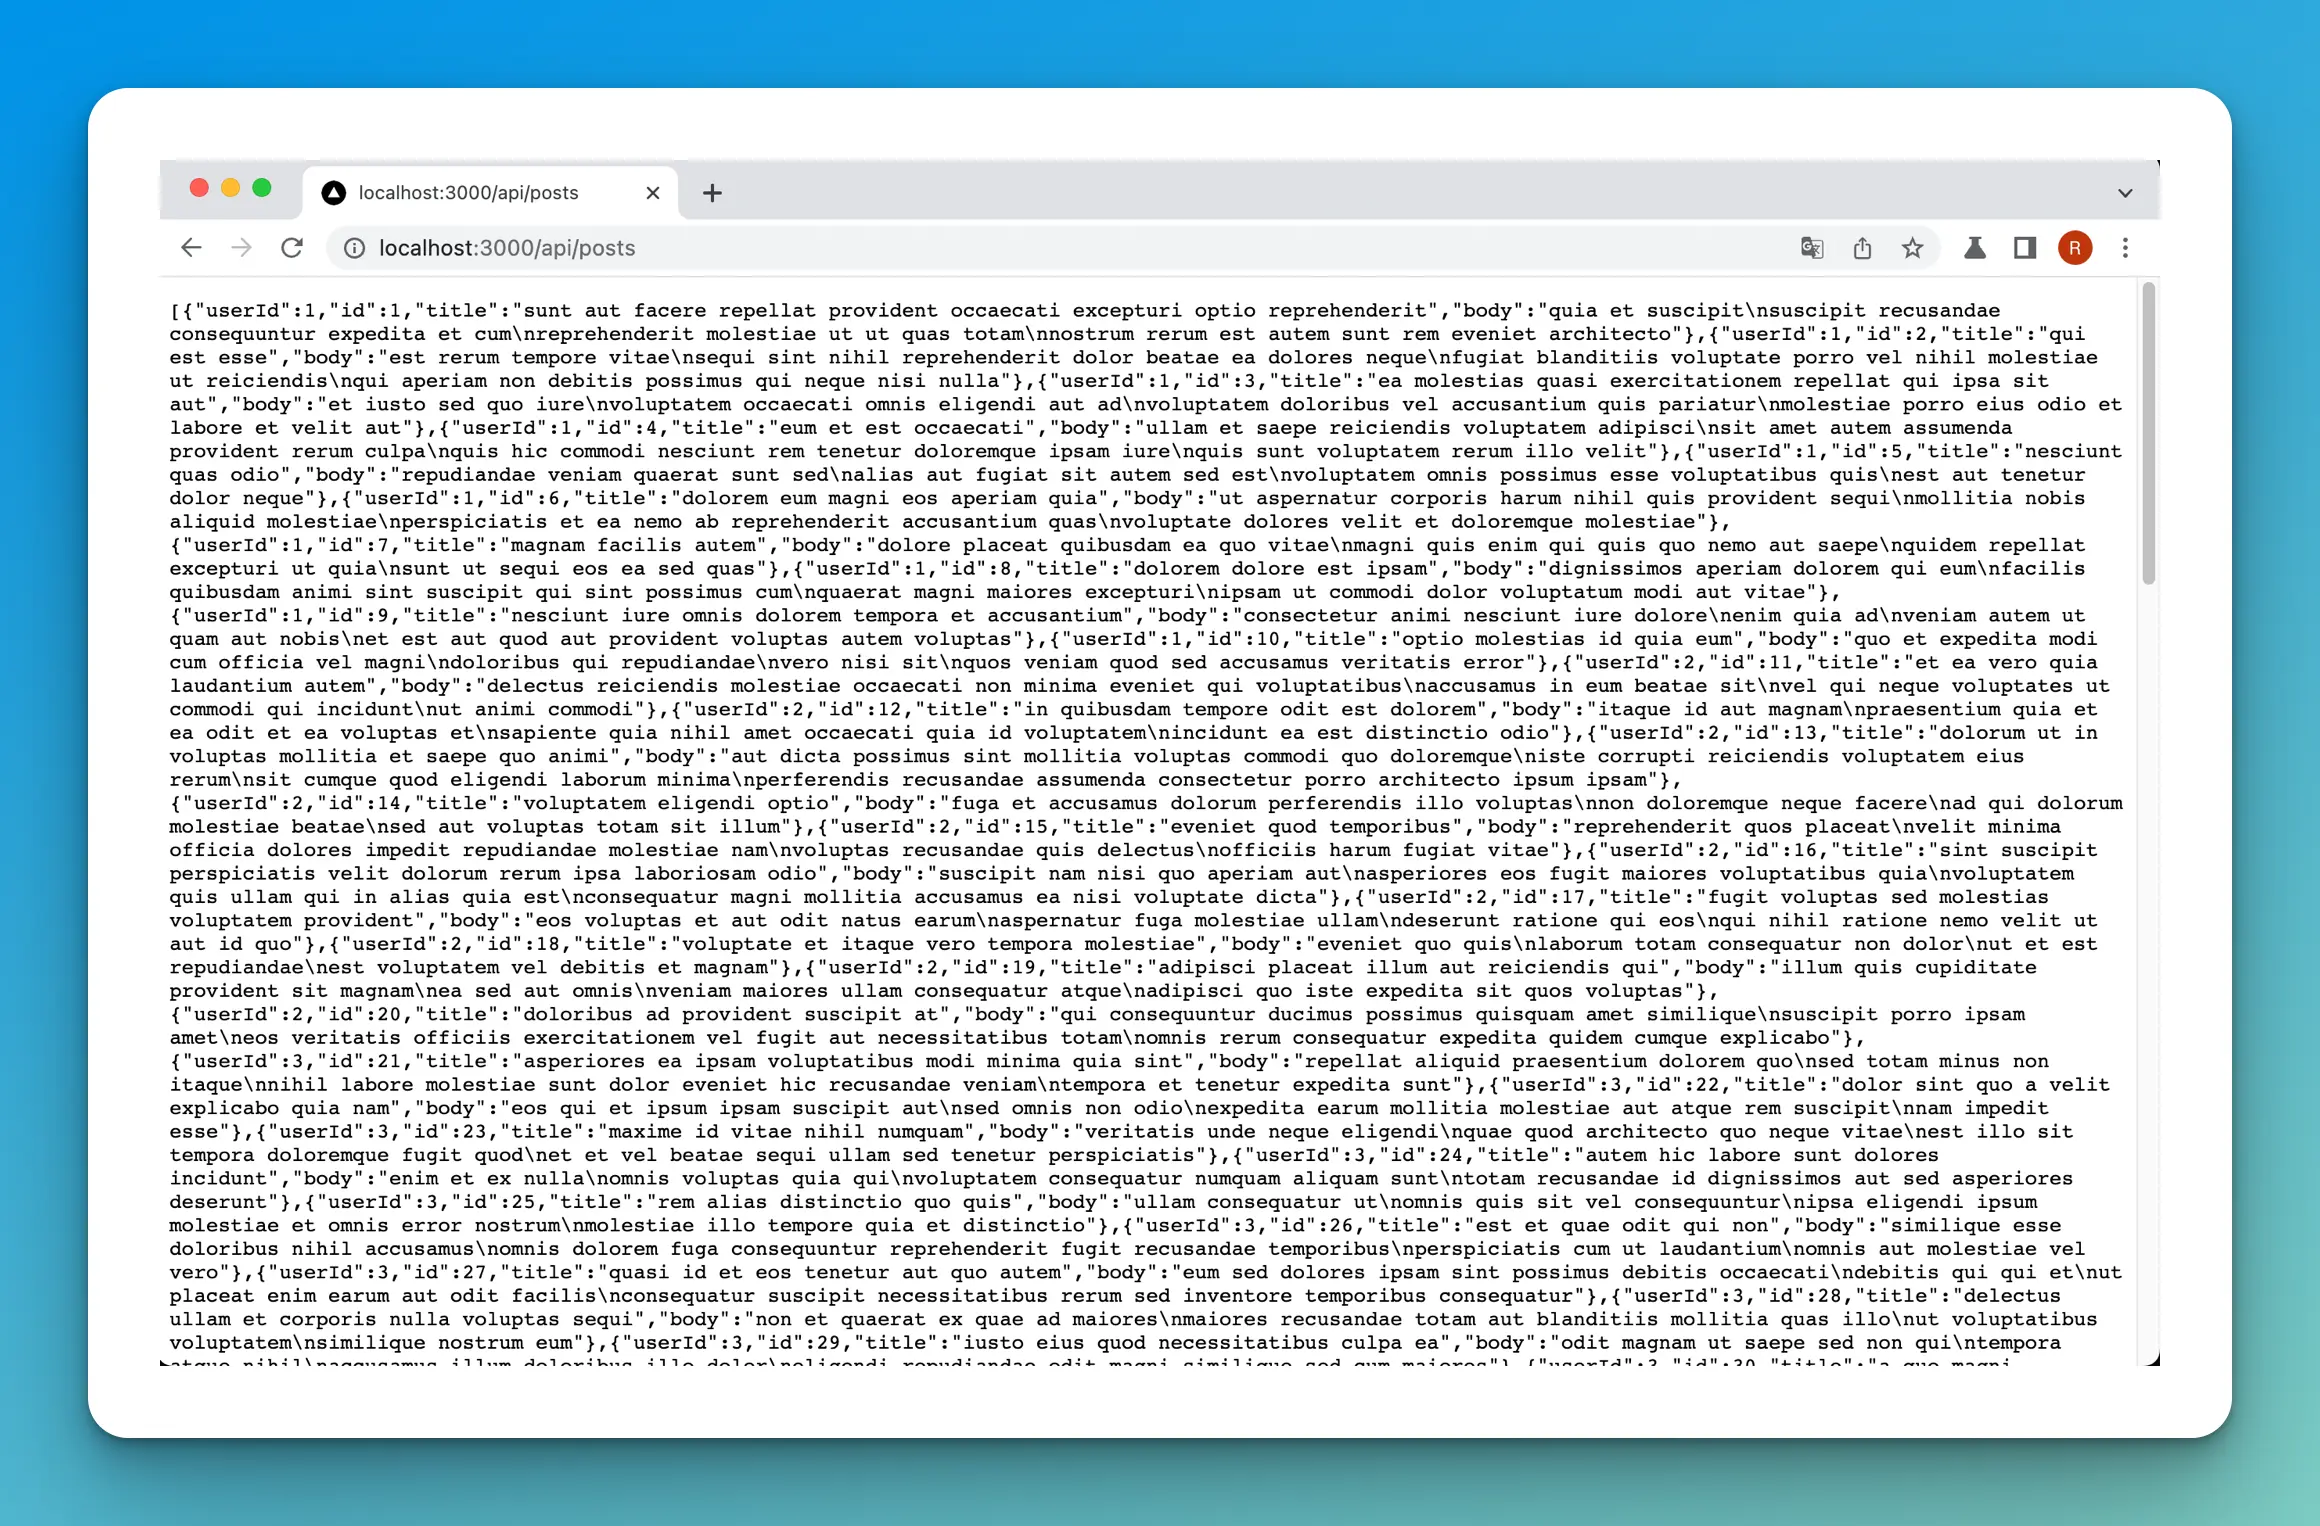 localhost:3000/api/posts
localhost:3000/api/posts
R
[{"userId":1,"id":1,"title":"sunt aut facere repellat provident occaecati excepturi optio reprehenderit","body":"quia et suscipit\nsuscipit recusandae
consequuntur expedita et cum\nreprehenderit molestiae ut ut quas totam\nnostrum rerum est autem sunt rem eveniet architecto"},{"userId":1,"id":2,"title":"qui
est esse","body":"est rerum tempore vitae\nsequi sint nihil reprehenderit dolor beatae ea dolores neque\nfugiat blanditiis voluptate porro vel nihil molestiae
ut reiciendis\nqui aperiam non debitis possimus qui neque nisi nulla"},{"userId":1,"id":3,"title":"ea molestias quasi exercitationem repellat qui ipsa sit
aut","body":"et iusto sed quo iure\nvoluptatem occaecati omnis eligendi aut ad\nvoluptatem doloribus vel accusantium quis pariatur\nmolestiae porro eius odio et
labore et velit aut"},{"userId":1,"id":4,"title":"eum et est occaecati","body":"ullam et saepe reiciendis voluptatem adipisci\nsit amet autem assumenda
provident rerum culpa\nquis hic commodi nesciunt rem tenetur doloremque ipsam iure\nquis sunt voluptatem rerum illo velit"},{"userId":1,"id":5,"title":"nesciunt
quas odio","body":"repudiandae veniam quaerat sunt sed\nalias aut fugiat sit autem sed est\nvoluptatem omnis possimus esse voluptatibus quis\nest aut tenetur
dolor neque"},{"userId":1,"id":6,"title":"dolorem eum magni eos aperiam quia","body":"ut aspernatur corporis harum nihil quis provident sequi\nmollitia nobis
aliquid molestiae\nperspiciatis et ea nemo ab reprehenderit accusantium quas\nvoluptate dolores velit et doloremque molestiae"},
{"userId":1,"id":7,"title":"magnam facilis autem","body":"dolore placeat quibusdam ea quo vitae\nmagni quis enim qui quis quo nemo aut saepe\nquidem repellat
excepturi ut quia\nsunt ut sequi eos ea sed quas"},{"userId":1,"id":8,"title":"dolorem dolore est ipsam","body":"dignissimos aperiam dolorem qui eum\nfacilis
quibusdam animi sint suscipit qui sint possimus cum\nquaerat magni maiores excepturi\nipsam ut commodi dolor voluptatum modi aut vitae"},
{"userId":1,"id":9,"title":"nesciunt iure omnis dolorem tempora et accusantium","body":"consectetur animi nesciunt iure dolore\nenim quia ad\nveniam autem ut
quam aut nobis\net est aut quod aut provident voluptas autem voluptas"},{"userId":1,"id":10,"title":"optio molestias id quia eum","body":"quo et expedita modi
cum officia vel magni\ndoloribus qui repudiandae\nvero nisi sit\nquos veniam quod sed accusamus veritatis error"},{"userId":2,"id":11,"title":"et ea vero quia
laudantium autem","body":"delectus reiciendis molestiae occaecati non minima eveniet qui voluptatibus\naccusamus in eum beatae sit\nvel qui neque voluptates ut
commodi qui incidunt\nut animi commodi"},{"userId":2,"id":12,"title":"in quibusdam tempore odit est dolorem","body":"itaque id aut magnam\npraesentium quia et
ea odit et ea voluptas et\nsapiente quia nihil amet occaecati quia id voluptatem\nincidunt ea est distinctio odio"},{"userId":2,"id":13,"title":"dolorum ut in
voluptas mollitia et saepe quo animi","body":"aut dicta possimus sint mollitia voluptas commodi quo doloremque\niste corrupti reiciendis voluptatem eius
rerum\nsit cumque quod eligendi laborum minima\nperferendis recusandae assumenda consectetur porro architecto ipsum ipsam"},
{"userId":2,"id":14,"title":"voluptatem eligendi optio","body":"fuga et accusamus dolorum perferendis illo voluptas\nnon doloremque neque facere\nad qui dolorum
molestiae beatae\nsed aut voluptas totam sit illum"},{"userId":2,"id":15,"title":"eveniet quod temporibus","body":"reprehenderit quos placeat\nvelit minima
officia dolores impedit repudiandae molestiae nam\nvoluptas recusandae quis delectus\nofficiis harum fugiat vitae"},{"userId":2,"id":16,"title":"sint suscipit
perspiciatis velit dolorum rerum ipsa laboriosam odio","body":"suscipit nam nisi quo aperiam aut\nasperiores eos fugit maiores voluptatibus quia\nvoluptatem
quis ullam qui in alias quia est\nconsequatur magni mollitia accusamus ea nisi voluptate dicta"},{"userId":2,"id":17,"title":"fugit voluptas sed molestias
voluptatem provident","body":"eos voluptas et aut odit natus earum\naspernatur fuga molestiae ullam\ndeserunt ratione qui eos\nqui nihil ratione nemo velit ut
aut id quo"},{"userId":2,"id":18,"title":"voluptate et itaque vero tempora molestiae","body":"eveniet quo quis\nlaborum totam consequatur non dolor\nut et est
repudiandae\nest voluptatem vel debitis et magnam"},{"userId":2,"id":19,"title":"adipisci placeat illum aut reiciendis qui","body":"illum quis cupiditate
provident sit magnam\nea sed aut omnis\nveniam maiores ullam consequatur atque\nadipisci quo iste expedita sit quos voluptas"},
{"userId":2,"id":20,"title":"doloribus ad provident suscipit at","body":"qui consequuntur ducimus possimus quisquam amet similique\nsuscipit porro ipsam
amet\neos veritatis officiis exercitationem vel fugit aut necessitatibus totam\nomnis rerum consequatur expedita quidem cumque explicabo"},
{"userId":3,"id":21,"title":"asperiores ea ipsam voluptatibus modi minima quia sint","body":"repellat aliquid praesentium dolorem quo\nsed totam minus non
itaque\nnihil labore molestiae sunt dolor eveniet hic recusandae veniam\ntempora et tenetur expedita sunt"},{"userId":3,"id":22,"title":"dolor sint quo a velit
explicabo quia nam","body":"eos qui et ipsum ipsam suscipit aut\nsed omnis non odio\nexpedita earum mollitia molestiae aut atque rem suscipit\nnam impedit
esse"},{"userId":3,"id":23,"title":"maxime id vitae nihil numquam","body":"veritatis unde neque eligendi\nquae quod architecto quo neque vitae\nest illo sit
tempora doloremque fugit quod\net et vel beatae sequi ullam sed tenetur perspiciatis"},{"userId":3,"id":24,"title":"autem hic labore sunt dolores
incidunt","body":"enim et ex nulla\nomnis voluptas quia qui\nvoluptatem consequatur numquam aliquam sunt\ntotam recusandae id dignissimos aut sed asperiores
deserunt"},{"userId":3,"id":25,"title":"rem alias distinctio quo quis","body":"ullam consequatur ut\nomnis quis sit vel consequuntur\nipsa eligendi ipsum
molestiae et omnis error nostrum\nmolestiae illo tempore quia et distinctio"},{"userId":3,"id":26,"title":"est et quae odit qui non","body":"similique esse
doloribus nihil accusamus\nomnis dolorem fuga consequuntur reprehenderit fugit recusandae temporibus\nperspiciatis cum ut laudantium\nomnis aut molestiae vel
vero"},{"userId":3,"id":27,"title":"quasi id et eos tenetur aut quo autem","body":"eum sed dolores ipsam sint possimus debitis occaecati\ndebitis qui qui et\nut
placeat enim earum aut odit facilis\nconsequatur suscipit necessitatibus rerum sed inventore temporibus consequatur"},{"userId":3,"id":28,"title":"delectus
ullam et corporis nulla voluptas sequi","body":"non et quaerat ex quae ad maiores\nmaiores recusandae totam aut blanditiis mollitia quas illo\nut voluptatibus
voluptatem\nsimilique nostrum eum"},{"userId":3,"id":29,"title":"iusto eius quod necessitatibus culpa ea","body":"odit magnam ut saepe sed non qui\ntempora
atque nihil\naccusamus illum doloribus illo dolor\neligendi repudiandae odit magni similique sed cum maiores"},{"userId":3,"id":30,"title":"a quo magni